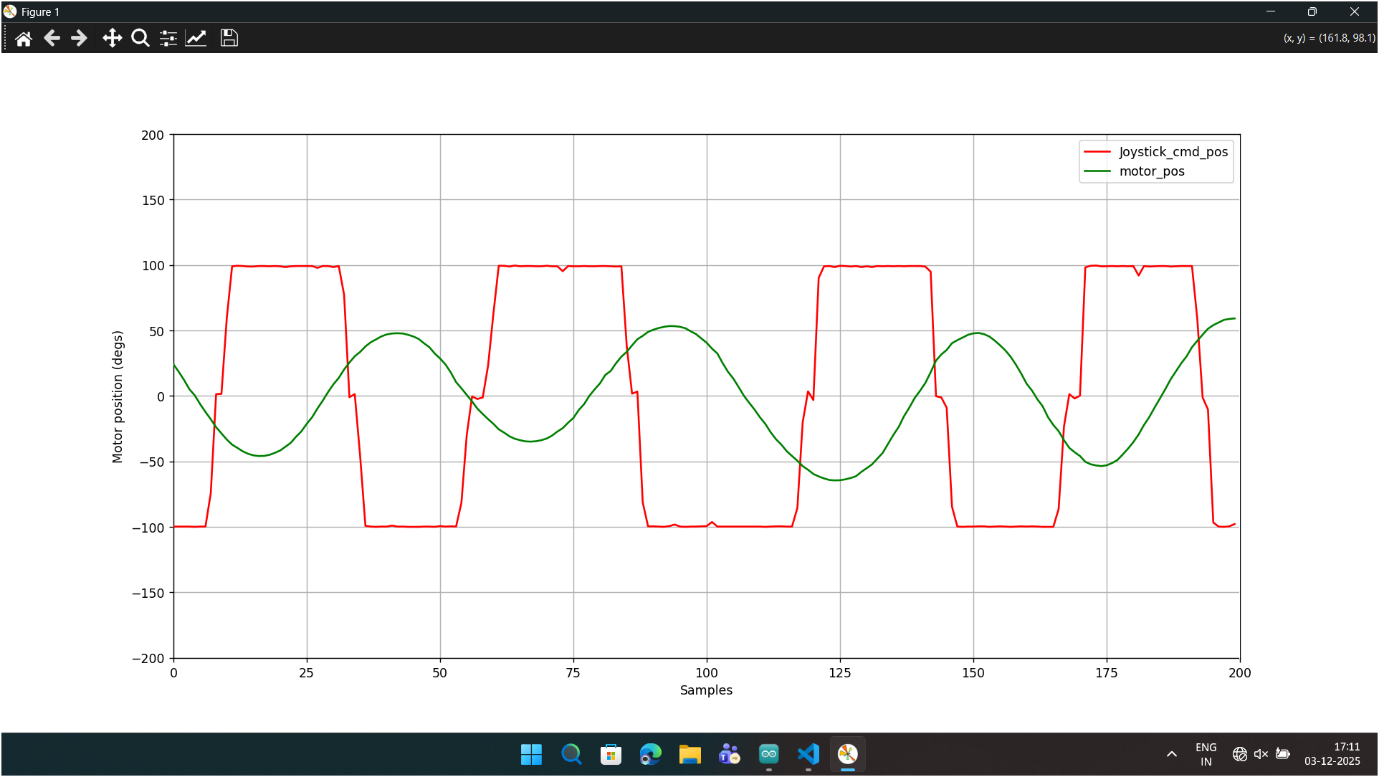 Figure 1
(x, y) = (161.8, 98.1)
200
150
100
50
0
−50
−100
−150
−200
Motor position (degs)
Joystick_cmd_pos
motor_pos
0 25 50 75 100 125 150 175 200
Samples
ENG
IN
17:11
03-12-2025